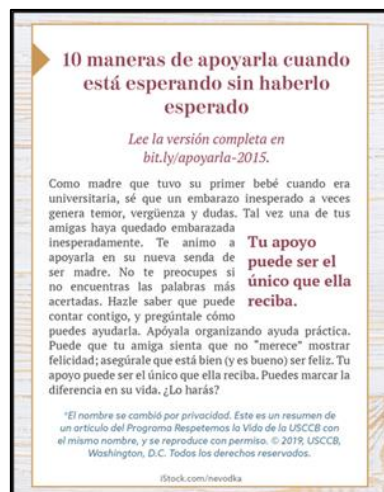 10 maneras de apoyarla cuando
está esperando sin haberlo
esperado
Lee la versión completa en
bit.ly/apoyarla-2015.
Como madre que tuvo su primer bebé cuando era
universitaria, sé que un embarazo inesperado a veces
genera temor, vergüenza y dudas. Tal vez una de tus
amigas haya quedado embarazada
inesperadamente. Te animo a
apoyarla en su nueva senda de
ser madre. No te preocupes si
no encuentras las palabras más
acertadas. Hazle saber que puede
contar contigo, y pregúntale cómo
Tu apoyo
puede ser el
único que ella
reciba.
puedes ayudarla. Apóyala organizando ayuda práctica.
Puede que tu amiga sienta que no “merece” mostrar
felicidad; asegúrale que está bien (y es bueno) ser feliz. Tu
apoyo puede ser el único que ella reciba. Puedes marcar la
diferencia en su vida. ¿Lo harás?
*El nombre se cambió por privacidad. Este es un resumen de
un artículo del Programa Respetemos la Vida de la USCCB con
el mismo nombre, y se reproduce con permiso. © 2019, USCCB,
Washington, D.C. Todos los derechos reservados.
iStock.com/nevodka